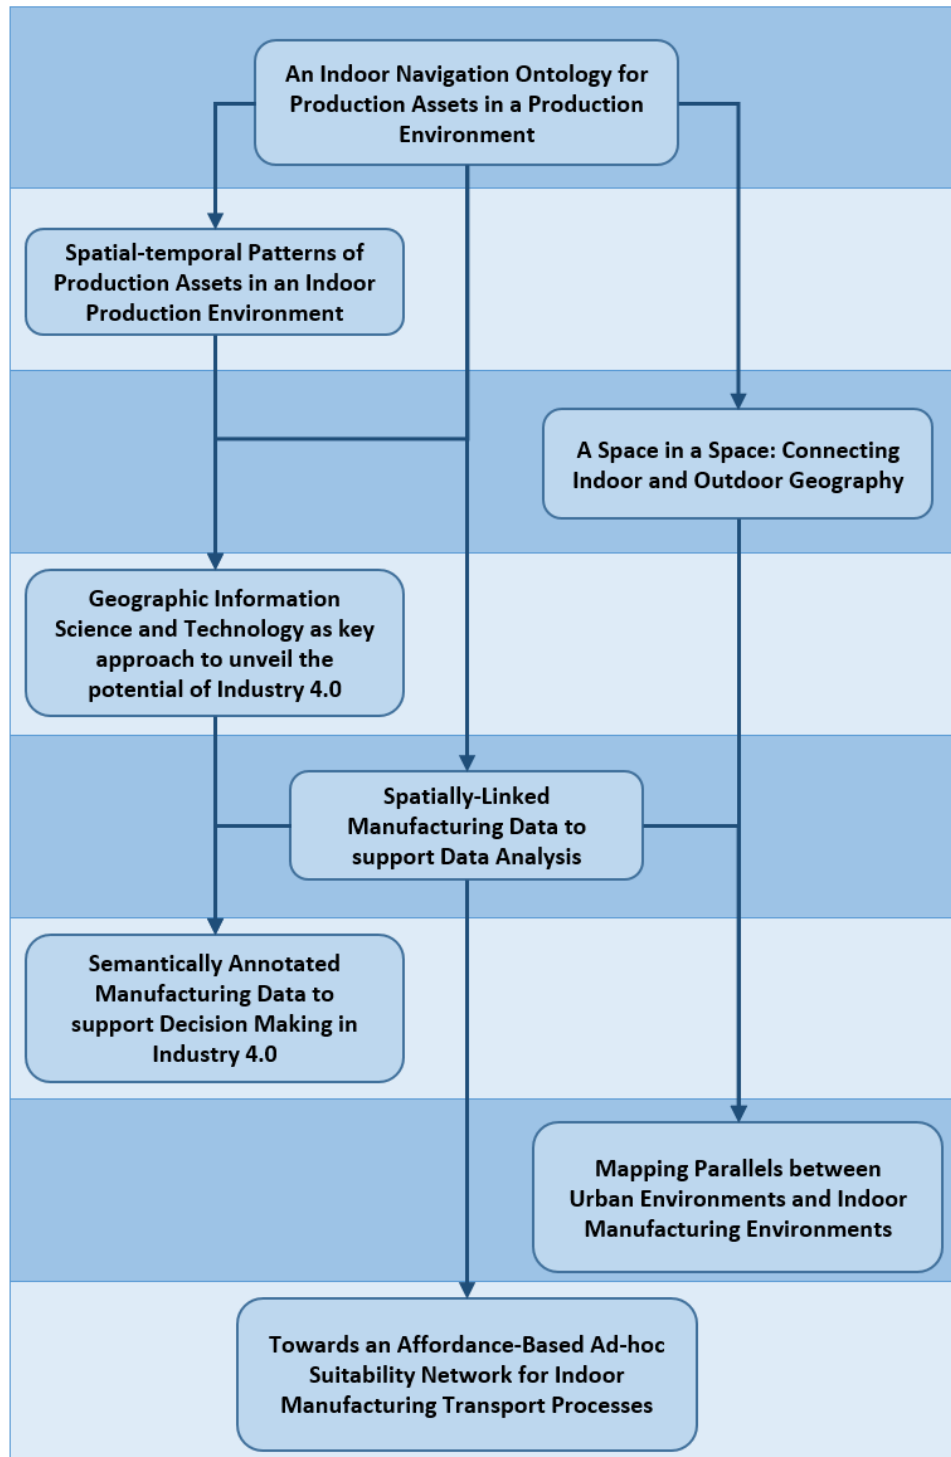 An Indoor Navigation Ontology for
Production Assets in a Production
Environment
Spatial-temporal Patterns of
Production Assets in an Indoor
Production Environment
A Space in a Space: Connecting
Indoor and Outdoor Geography
Geographic Information
Science and Technology as key
approach to unveil the
potential of Industry 4.0
Spatially-Linked
Manufacturing Data to
support Data Analysis
Semantically Annotated
Manufacturing Data to
support Decision Making in
Industry 4.0
Mapping Parallels between
Urban Environments and Indoor
Manufacturing Environments
Towards an Affordance-Based Ad-hoc
Suitability Network for Indoor
Manufacturing Transport Processes